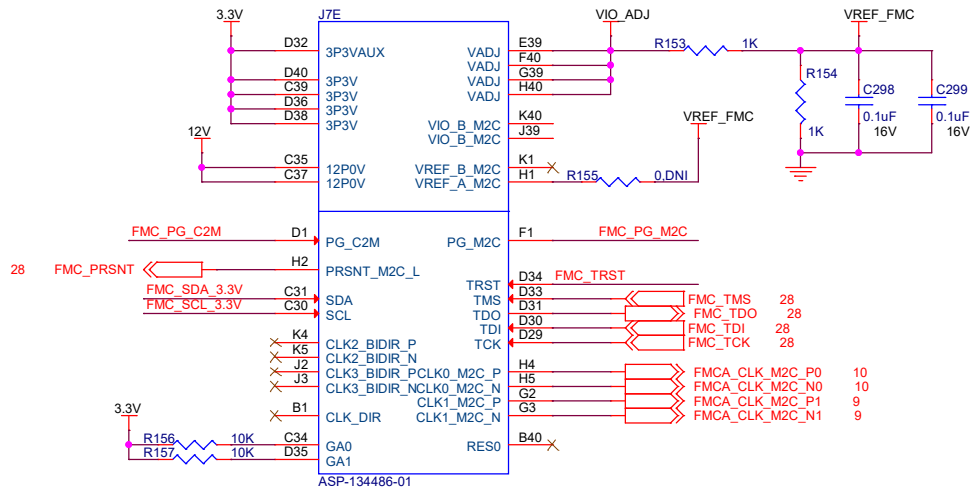 3.3V J7E VIO_ADJ VREF_FMC
D32 3P3VAUX VADJ E39 R153 1K
VADJ F40
D40 3P3V VADJ G39
C39 3P3V VADJ H40
D36 3P3V
D38 3P3V
R154 1K
C298 0.1uF 16V
C299 0.1uF 16V
VIO_B_M2C K40
VIO_B_M2C J39
VREF_FMC
12V
C35 12P0V VREF_B_M2C K1
C37 12P0V VREF_A_M2C H1 R155 0,DNI
FMC_PG_C2M D1 PG_C2M PG_M2C F1 FMC_PG_M2C
28 FMC_PRSNT H2 PRSNT_M2C_L
TRST D34 FMC_TRST
FMC_SDA_3.3V C31 SDA TMS D33 FMC_TMS 28
FMC_SCL_3.3V C30 SCL TDO D31 FMC_TDO 28
TDI D30 FMC_TDI 28
K4 CLK2_BIDIR_P TCK D29 FMC_TCK 28
K5 CLK2_BIDIR_N
J2 CLK3_BIDIR_P CLK0_M2C_P H4 FMCA_CLK_M2C_P0 10
J3 CLK3_BIDIR_N CLK0_M2C_N H5 FMCA_CLK_M2C_N0 10
CLK1_M2C_P G2 FMCA_CLK_M2C_P1 9
B1 CLK_DIR CLK1_M2C_N G3 FMCA_CLK_M2C_N1 9
3.3V
R156 10K C34 GA0 RES0 B40
R157 10K D35 GA1
ASP-134486-01